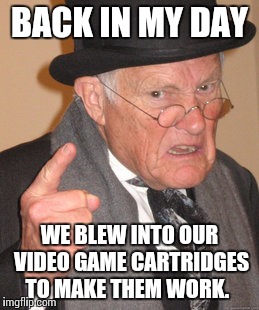 BACK IN MY DAY
WE BLEW INTO OUR
VIDEO GAME CARTRIDGES
TO MAKE THEM WORK.
imgflip.com